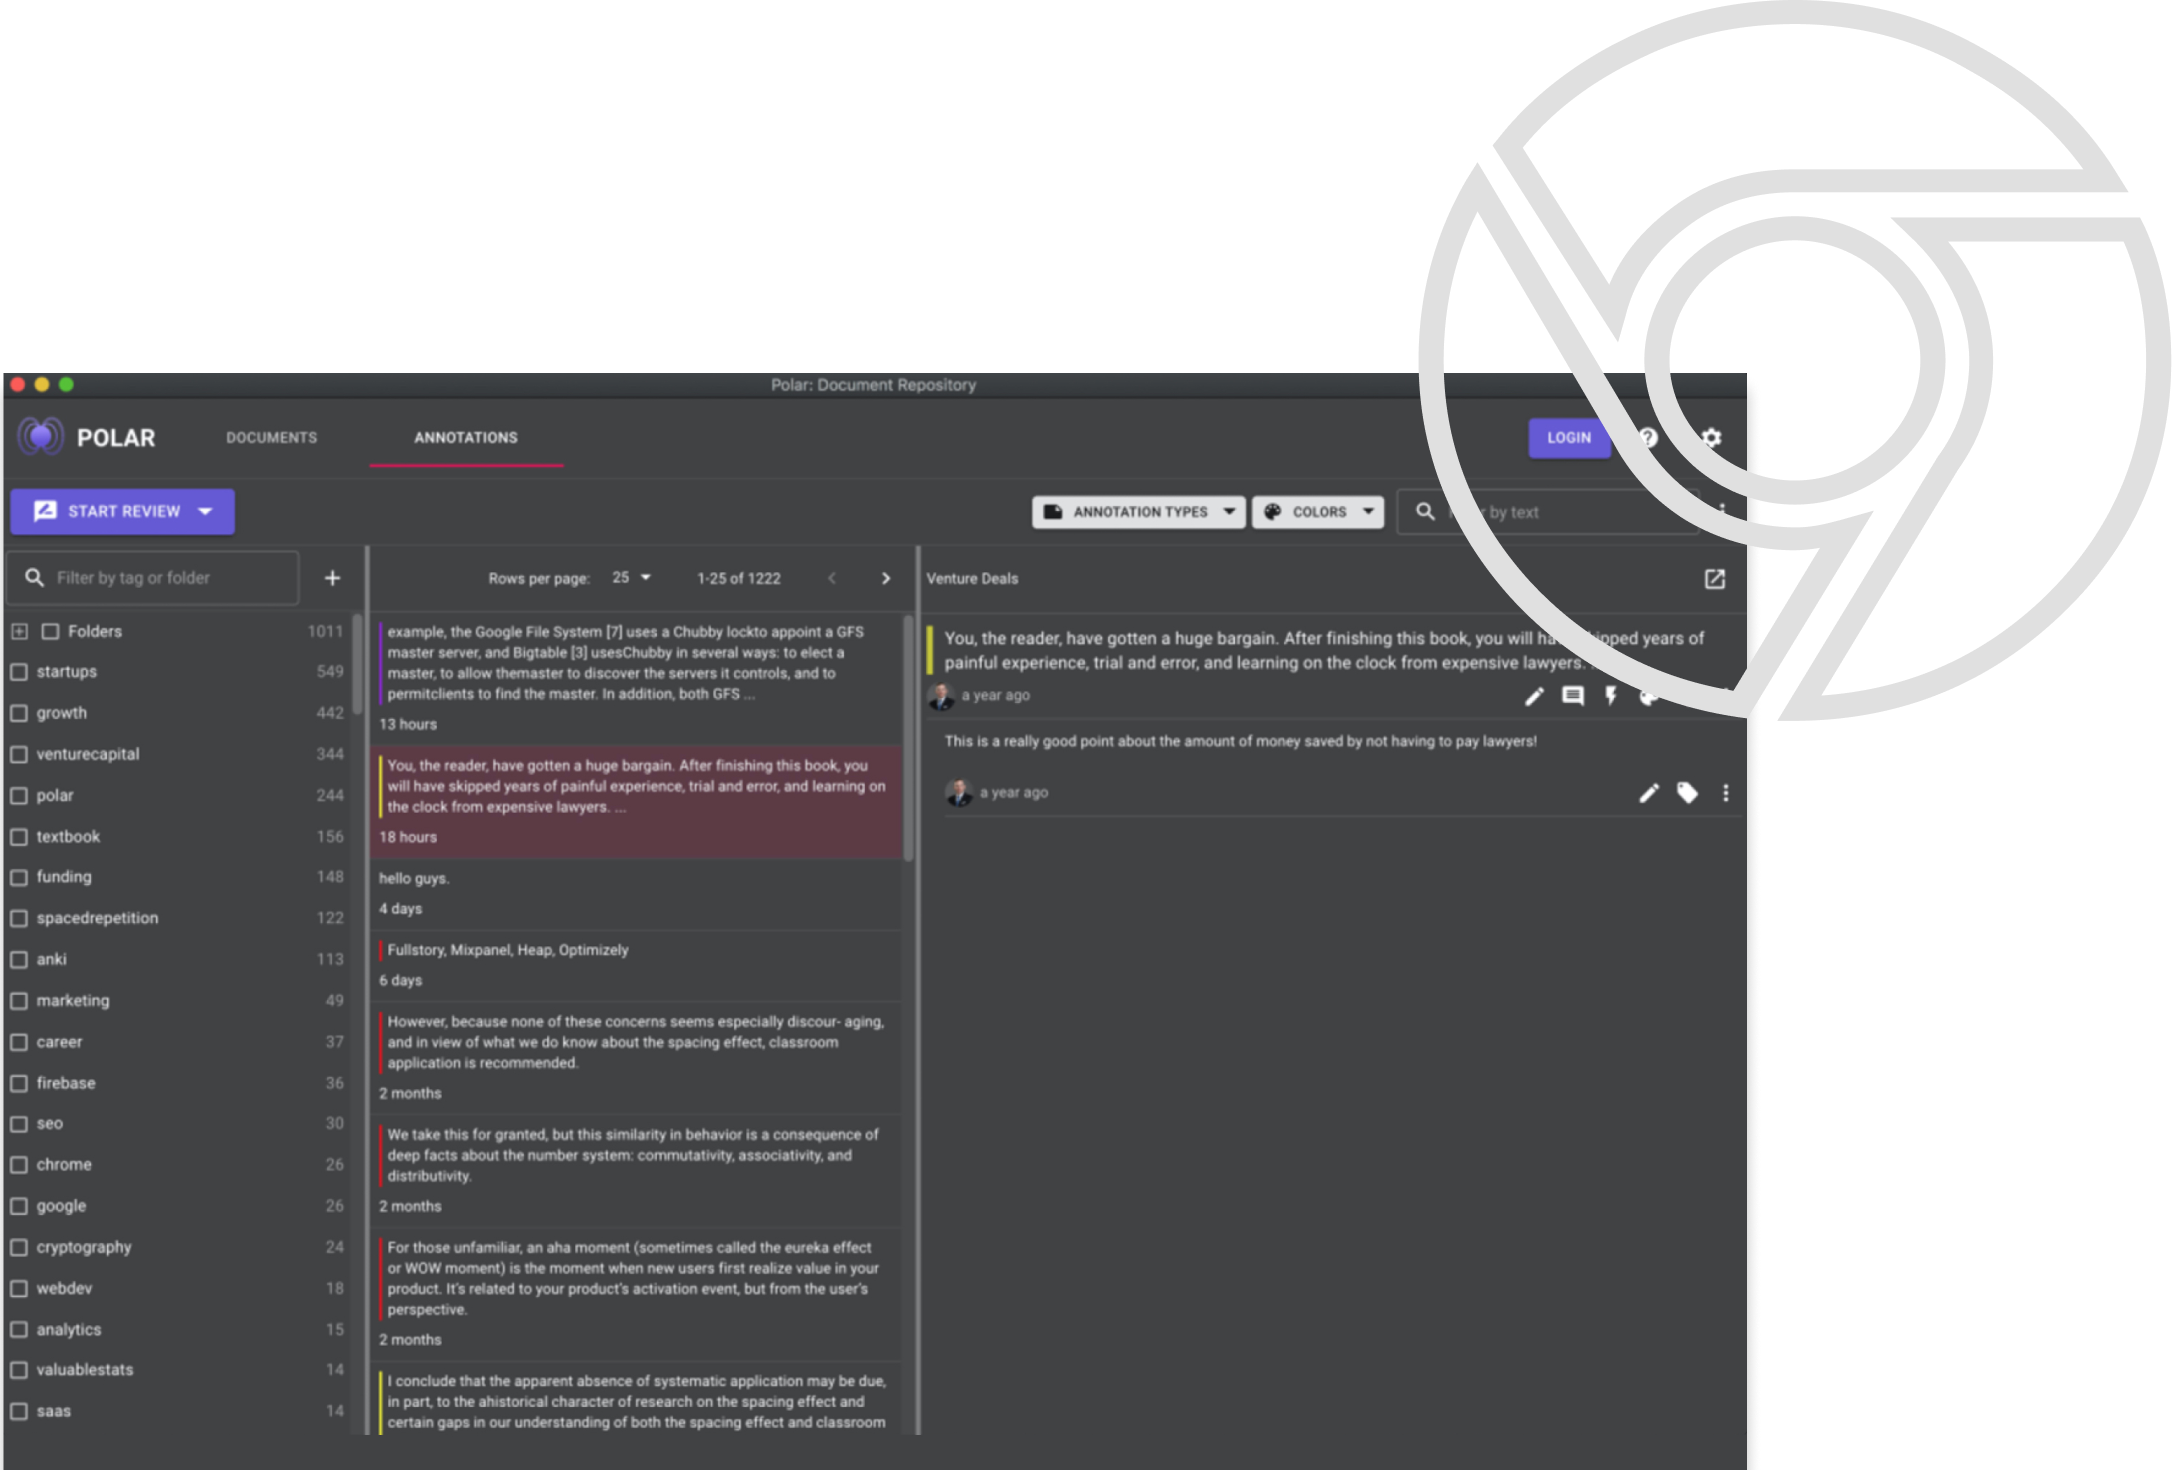 Polar: Document Repository
POLAR
DOCUMENTS
ANNOTATIONS
LOGIN
START REVIEW
ANNOTATION TYPES
COLORS
by text
Filter by tag or folder
Folders 1011
startups 549
growth 442
venturecapital 344
polar 244
textbook 156
funding 148
spacedrepetition 122
anki 113
marketing 49
career 37
firebase 36
seo 30
chrome 26
google 26
cryptography 24
webdev 18
analytics 15
valuablestats 14
saas 14
Rows per page: 25 1-25 of 1222
example, the Google File System [7] uses a Chubby lockto appoint a GFS
master server, and Bigtable [3] usesChubby in several ways: to elect a
master, to allow themaster to discover the servers it controls, and to
permitclients to find the master. In addition, both GFS ...
13 hours
You, the reader, have gotten a huge bargain. After finishing this book, you
will have skipped years of painful experience, trial and error, and learning on
the clock from expensive lawyers. ...
18 hours
hello guys.
4 days
Fullstory, Mixpanel, Heap, Optimizely
6 days
However, because none of these concerns seems especially discour- aging,
and in view of what we do know about the spacing effect, classroom
application is recommended.
2 months
We take this for granted, but this similarity in behavior is a consequence of
deep facts about the number system: commutativity, associativity, and
distributivity.
2 months
For those unfamiliar, an aha moment (sometimes called the eureka effect
or WOW moment) is the moment when new users first realize value in your
product. It's related to your product's activation event, but from the user's
perspective.
2 months
I conclude that the apparent absence of systematic application may be due,
in part, to the ahistorical character of research on the spacing effect and
certain gaps in our understanding of both the spacing effect and classroom
Venture Deals
You, the reader, have gotten a huge bargain. After finishing this book, you will years of
painful experience, trial and error, and learning on the clock from expensive lawyers.
a year ago
This is a really good point about the amount of money saved by not having to pay lawyers!
a year ago